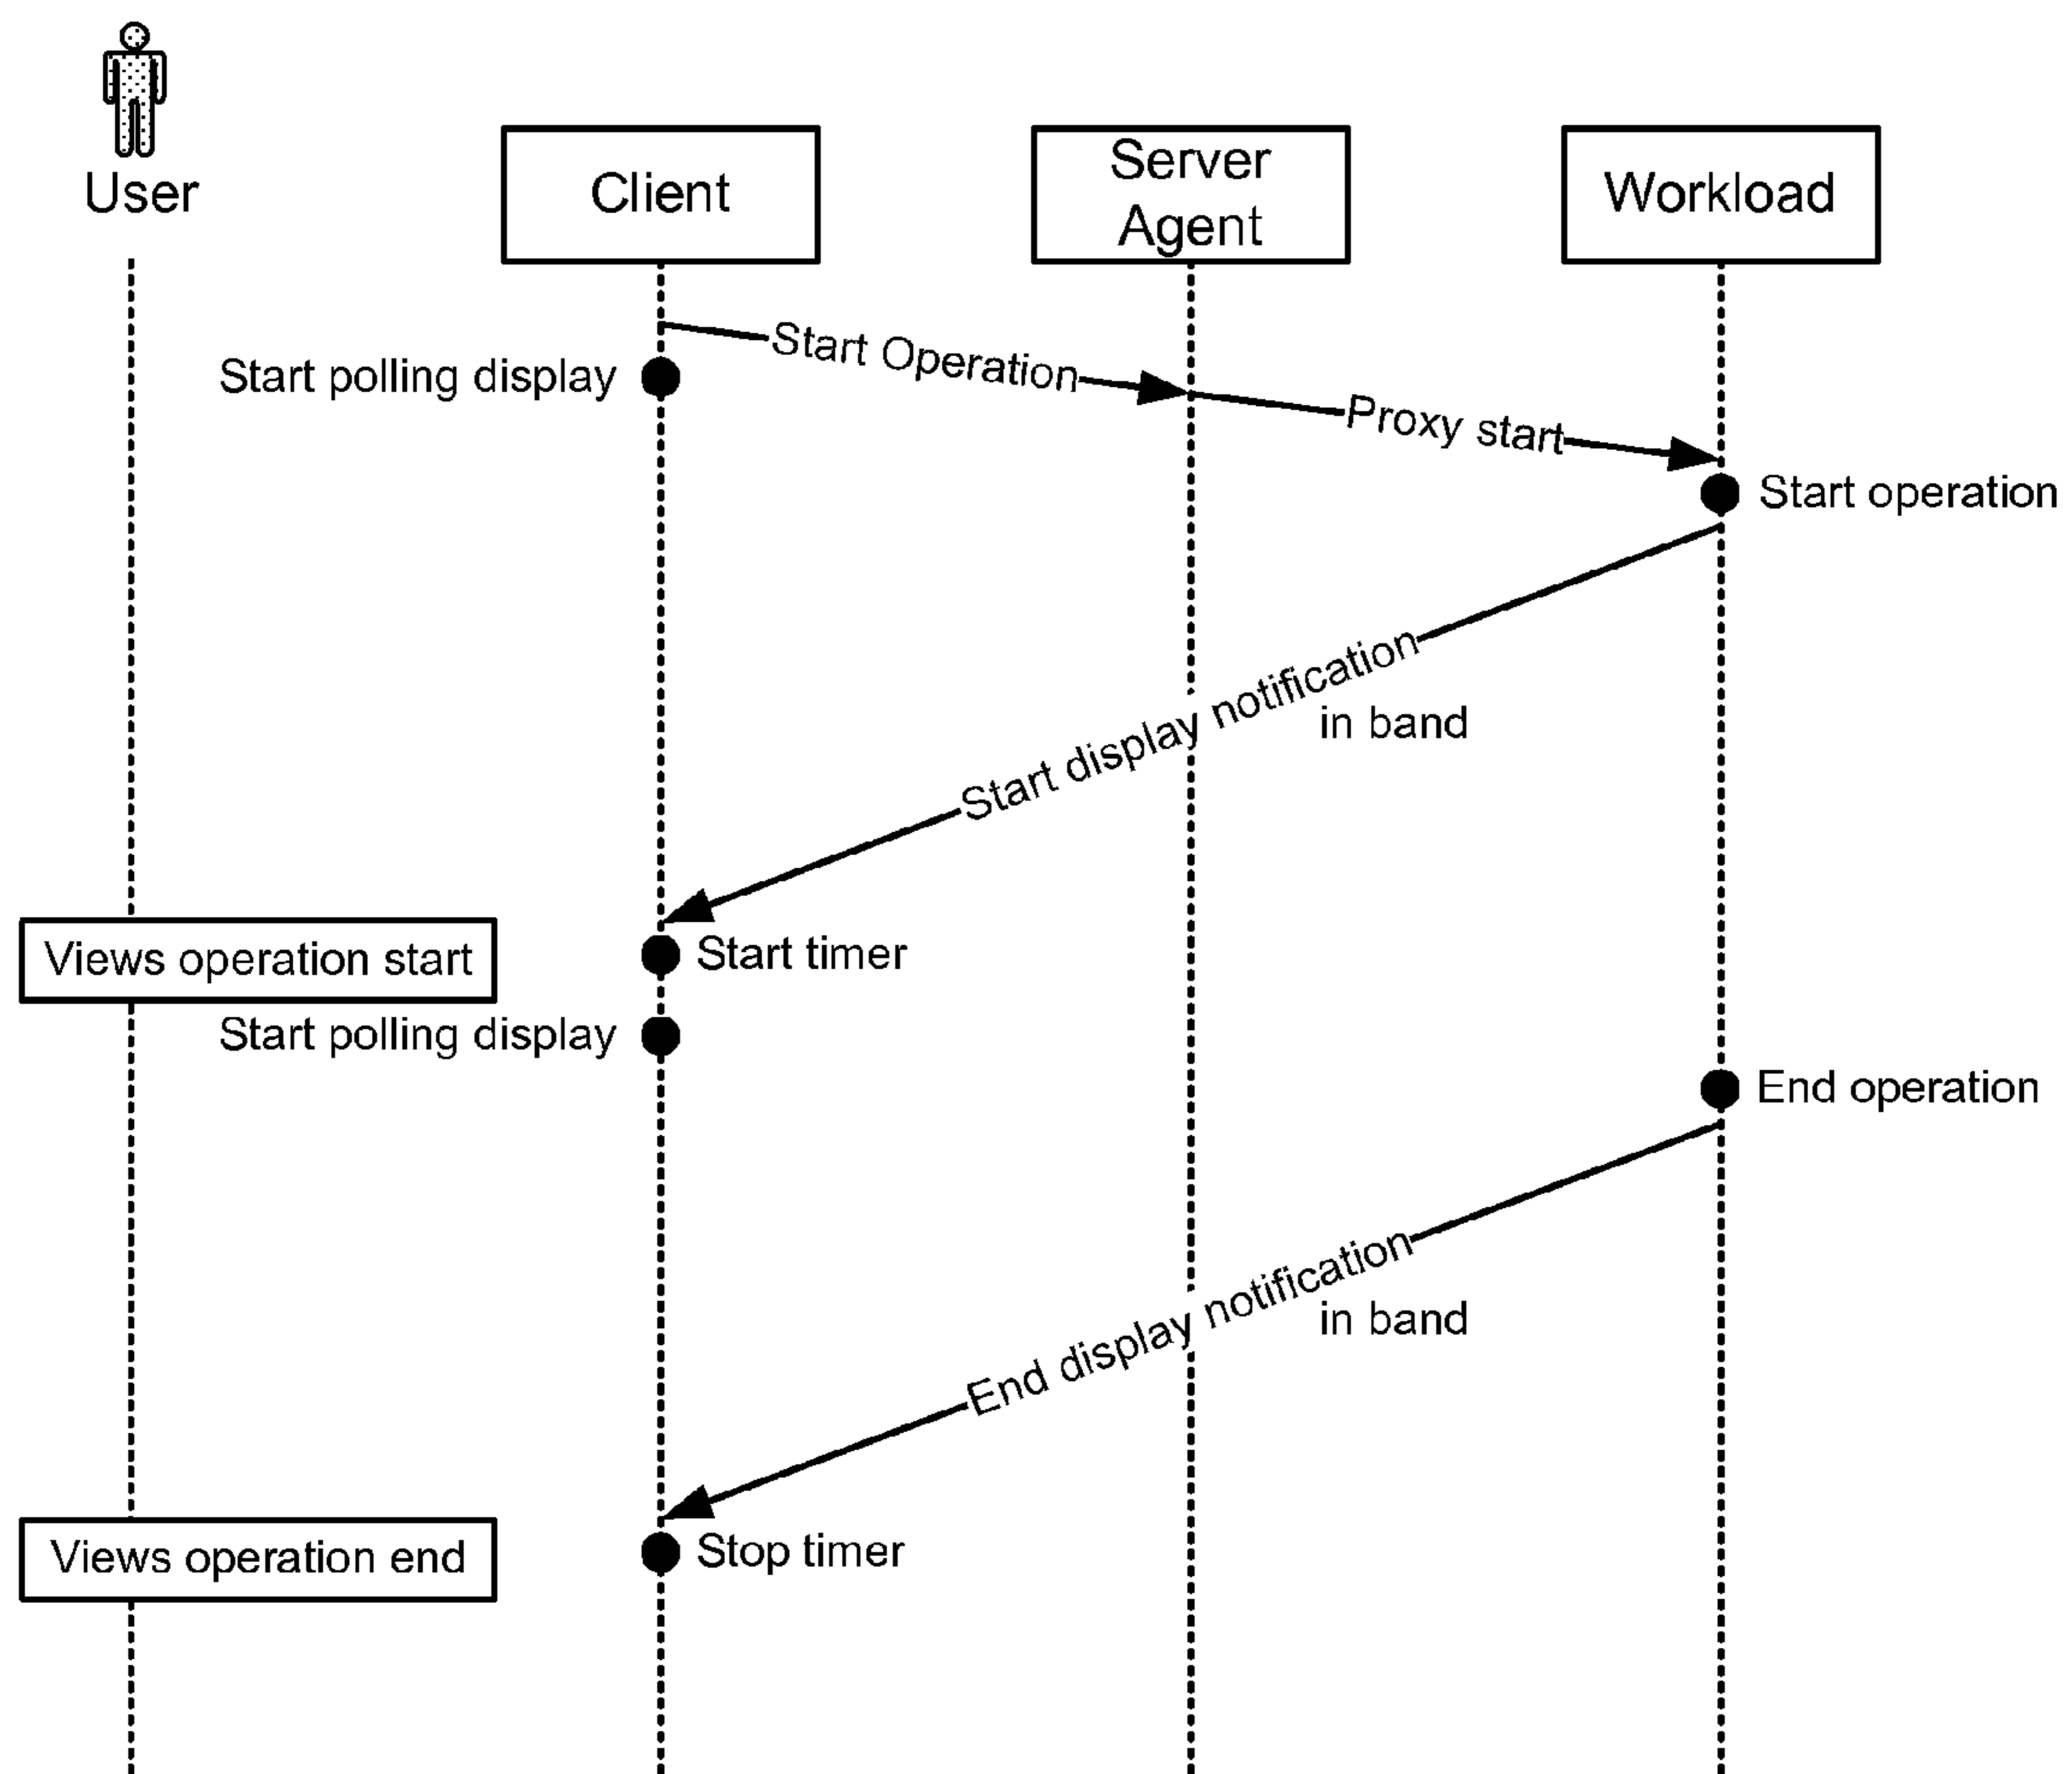 User
Client
Server
Agent
Workload
Start Operation
Start polling display
Proxy start
Start operation
Start display notification
in band
Views operation start
Start timer
Start polling display
End operation
End display notification
in band
Views operation end
Stop timer